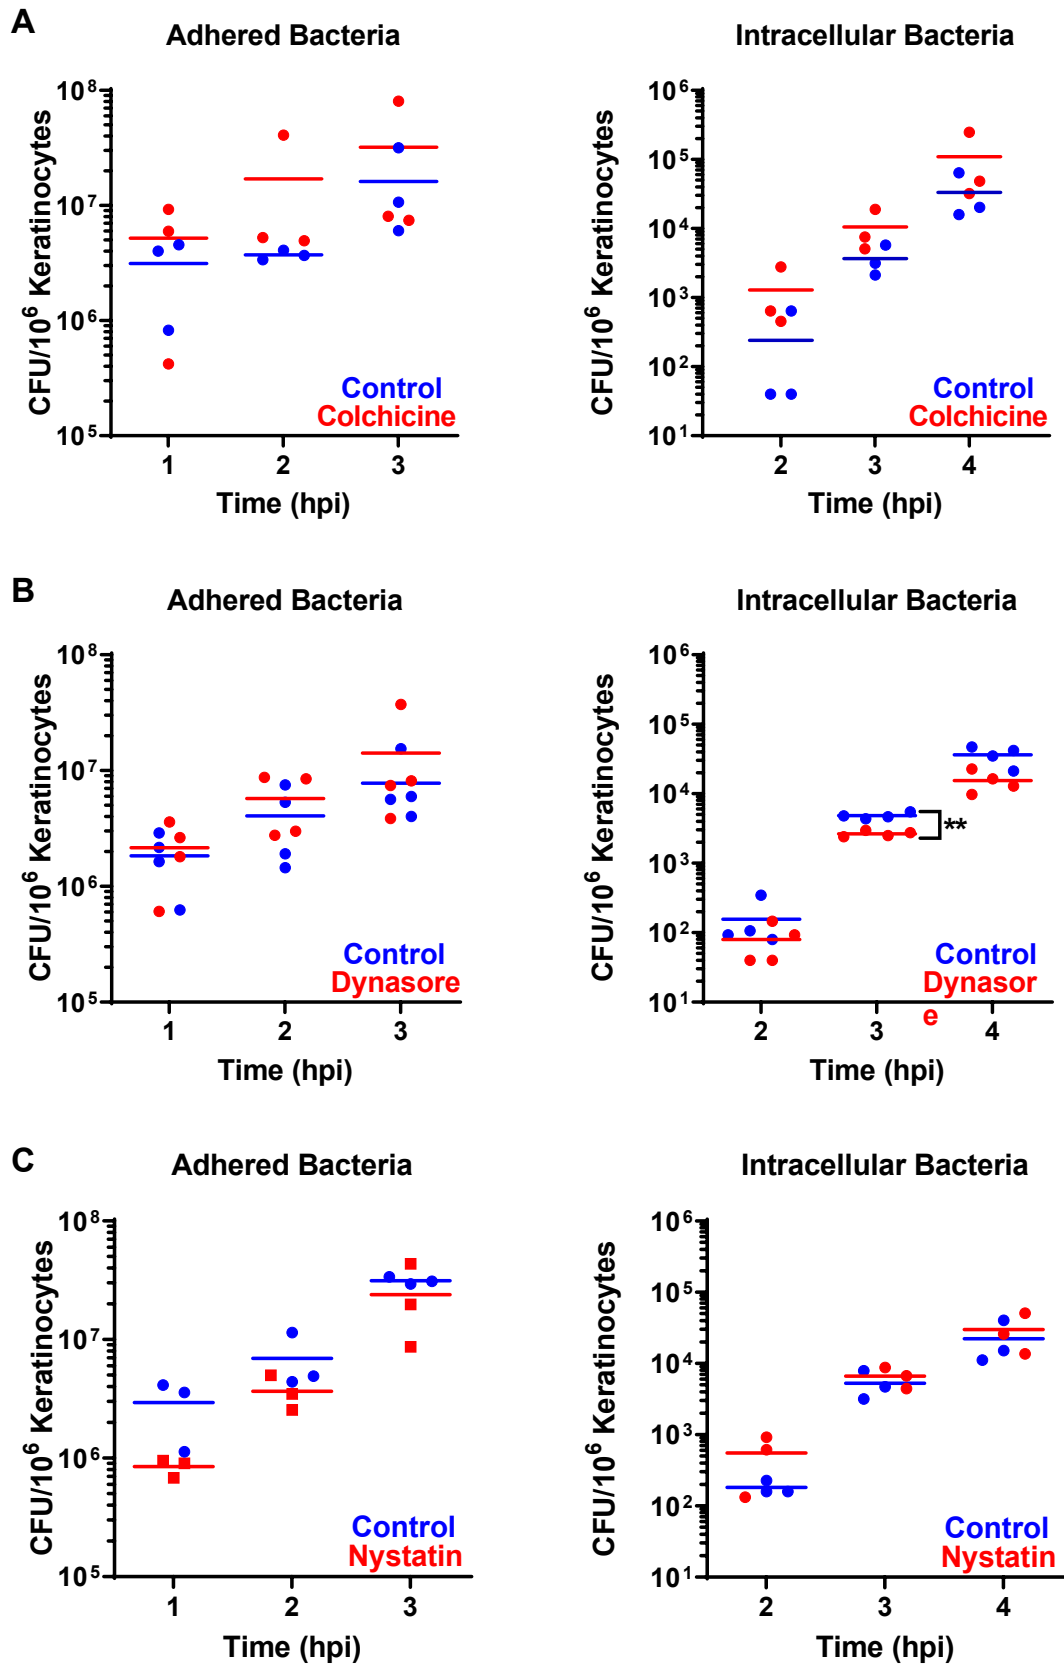 A
Adhered Bacteria
Intracellular Bacteria
CFU/10⁶ Keratinocytes
10⁸
10⁷
10⁶
10⁵
1 2 3
Time (hpi)
Control
Colchicine
CFU/10⁶ Keratinocytes
10⁶
10⁵
10⁴
10³
10²
10¹
2 3 4
Time (hpi)
Control
Colchicine
B
Adhered Bacteria
Intracellular Bacteria
CFU/10⁶ Keratinocytes
10⁸
10⁷
10⁶
10⁵
1 2 3
Time (hpi)
Control
Dynasore
CFU/10⁶ Keratinocytes
10⁶
10⁵
10⁴
10³
10²
10¹
**
2 3 4
Time (hpi)
Control
Dynasor
e
C
Adhered Bacteria
Intracellular Bacteria
CFU/10⁶ Keratinocytes
10⁸
10⁷
10⁶
10⁵
1 2 3
Time (hpi)
Control
Nystatin
CFU/10⁶ Keratinocytes
10⁶
10⁵
10⁴
10³
10²
10¹
2 3 4
Time (hpi)
Control
Nystatin